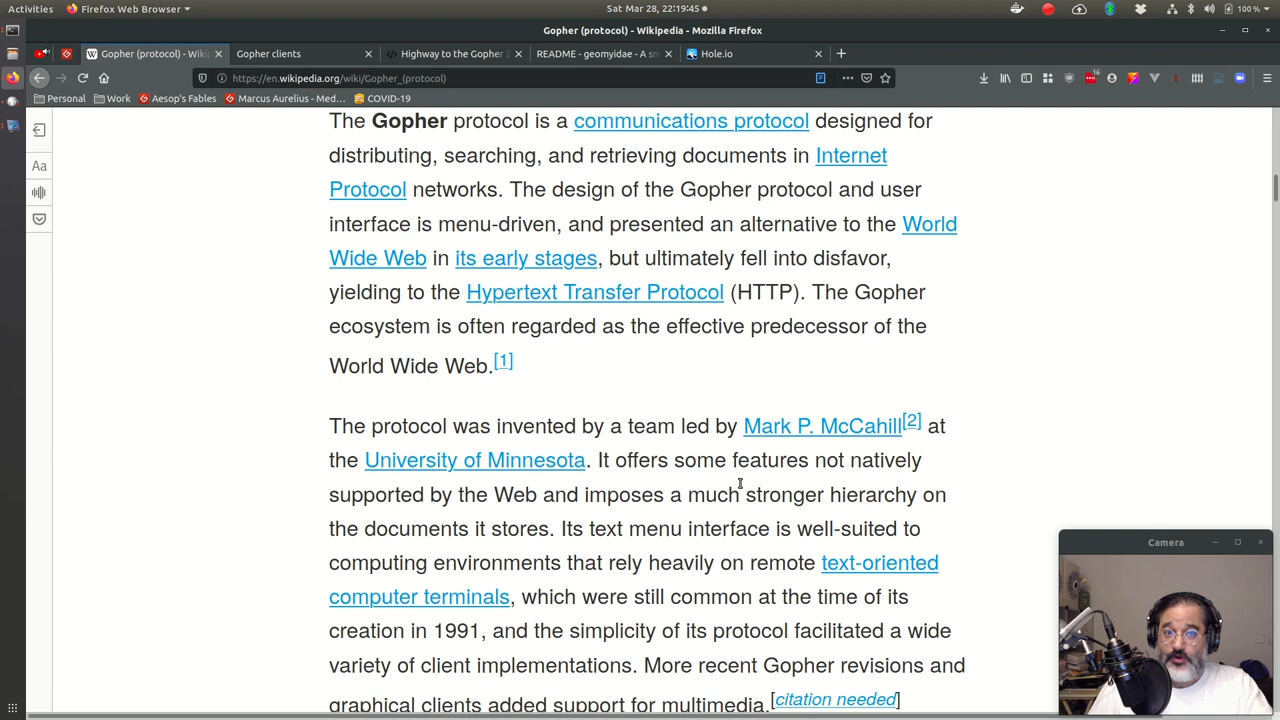 Activities Firefox Web Browser Sat Mar 28, 22:19:45 100 %
Gopher (protocol) - Wikipedia - Mozilla Firefox
Gopher (protocol) - Wiki Gopher clients Highway to the Gopher README - geomyidae - A s Hole.io
https://en.wikipedia.org/wiki/Gopher_(protocol) 16
Personal Work Aesop's Fables Marcus Aurelius - Med... COVID-19
Aa
The Gopher protocol is a communications protocol designed for
distributing, searching, and retrieving documents in Internet
Protocol networks. The design of the Gopher protocol and user
interface is menu-driven, and presented an alternative to the World
Wide Web in its early stages, but ultimately fell into disfavor,
yielding to the Hypertext Transfer Protocol (HTTP). The Gopher
ecosystem is often regarded as the effective predecessor of the
World Wide Web.[1]
The protocol was invented by a team led by Mark P. McCahill[2] at
the University of Minnesota. It offers some features not natively
supported by the Web and imposes a much stronger hierarchy on
the documents it stores. Its text menu interface is well-suited to
computing environments that rely heavily on remote text-oriented
computer terminals, which were still common at the time of its
creation in 1991, and the simplicity of its protocol facilitated a wide
variety of client implementations. More recent Gopher revisions and
graphical clients added support for multimedia.[citation needed]
Camera